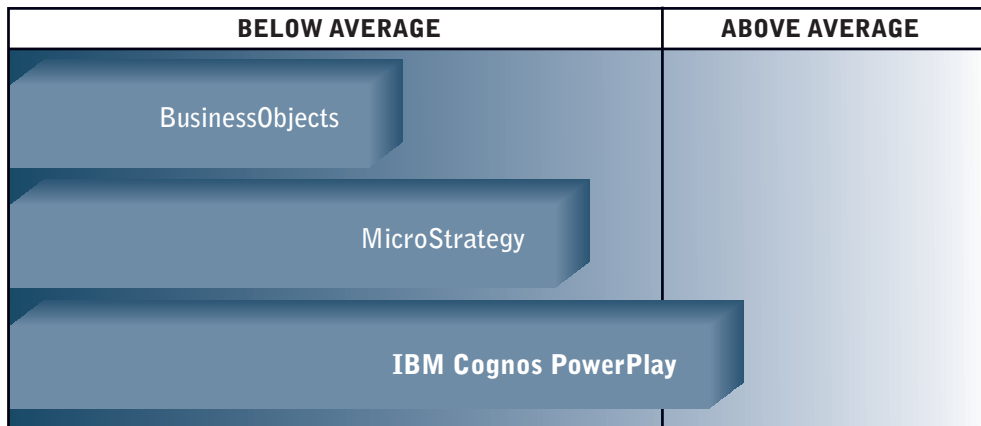 BELOW AVERAGE
ABOVE AVERAGE
BusinessObjects
MicroStrategy
IBM Cognos PowerPlay